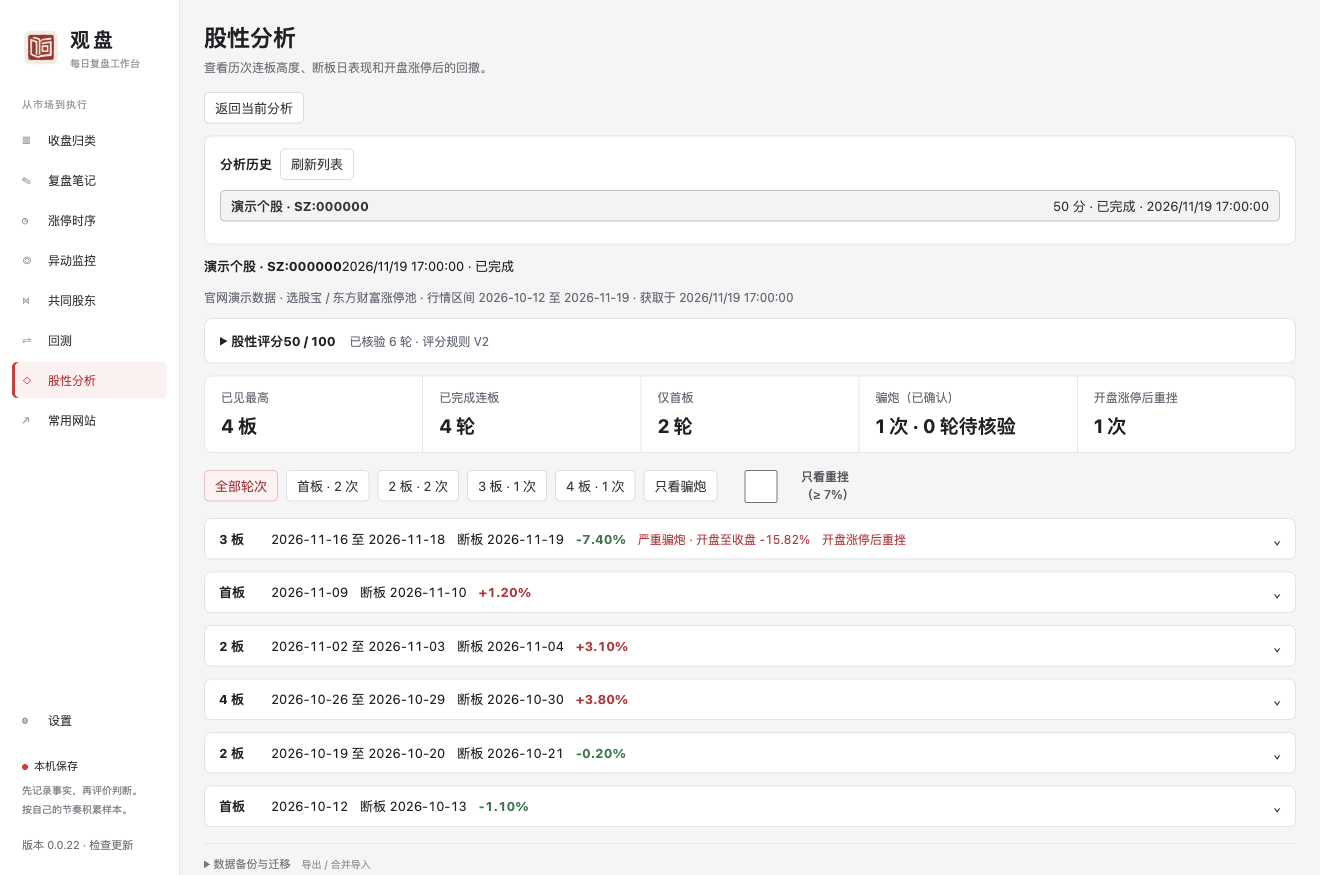 观盘
每日复盘工作台
从市场到执行
收盘归类
复盘笔记
涨停时序
异动监控
共同股东
回测
股性分析
常用网站
设置
本机保存
先记录事实，再评价判断。
按自己的节奏积累样本。
版本 0.0.22 · 检查更新
股性分析
查看历次连板高度、断板日表现和开盘涨停后的回撤。
返回当前分析
分析历史 刷新列表
演示个股 · SZ:000000 50 分 · 已完成 · 2026/11/19 17:00:00
演示个股 · SZ:0000002026/11/19 17:00:00 · 已完成
官网演示数据 · 选股宝 / 东方财富涨停池 · 行情区间 2026-10-12 至 2026-11-19 · 获取于 2026/11/19 17:00:00
股性评分50 / 100 已核验 6 轮 · 评分规则 V2
已见最高 已完成连板 仅首板 骗炮（已确认） 开盘涨停后重挫
4 板 4 轮 2 轮 1 次 · 0 轮待核验 1 次
全部轮次 首板 · 2 次 2 板 · 2 次 3 板 · 1 次 4 板 · 1 次 只看骗炮 只看重挫
（≥ 7%）
3 板 2026-11-16 至 2026-11-18 断板 2026-11-19 -7.40% 严重骗炮 · 开盘至收盘 -15.82% 开盘涨停后重挫
首板 2026-11-09 断板 2026-11-10 +1.20%
2 板 2026-11-02 至 2026-11-03 断板 2026-11-04 +3.10%
4 板 2026-10-26 至 2026-10-29 断板 2026-10-30 +3.80%
2 板 2026-10-19 至 2026-10-20 断板 2026-10-21 -0.20%
首板 2026-10-12 断板 2026-10-13 -1.10%
数据备份与迁移 导出 / 合并导入